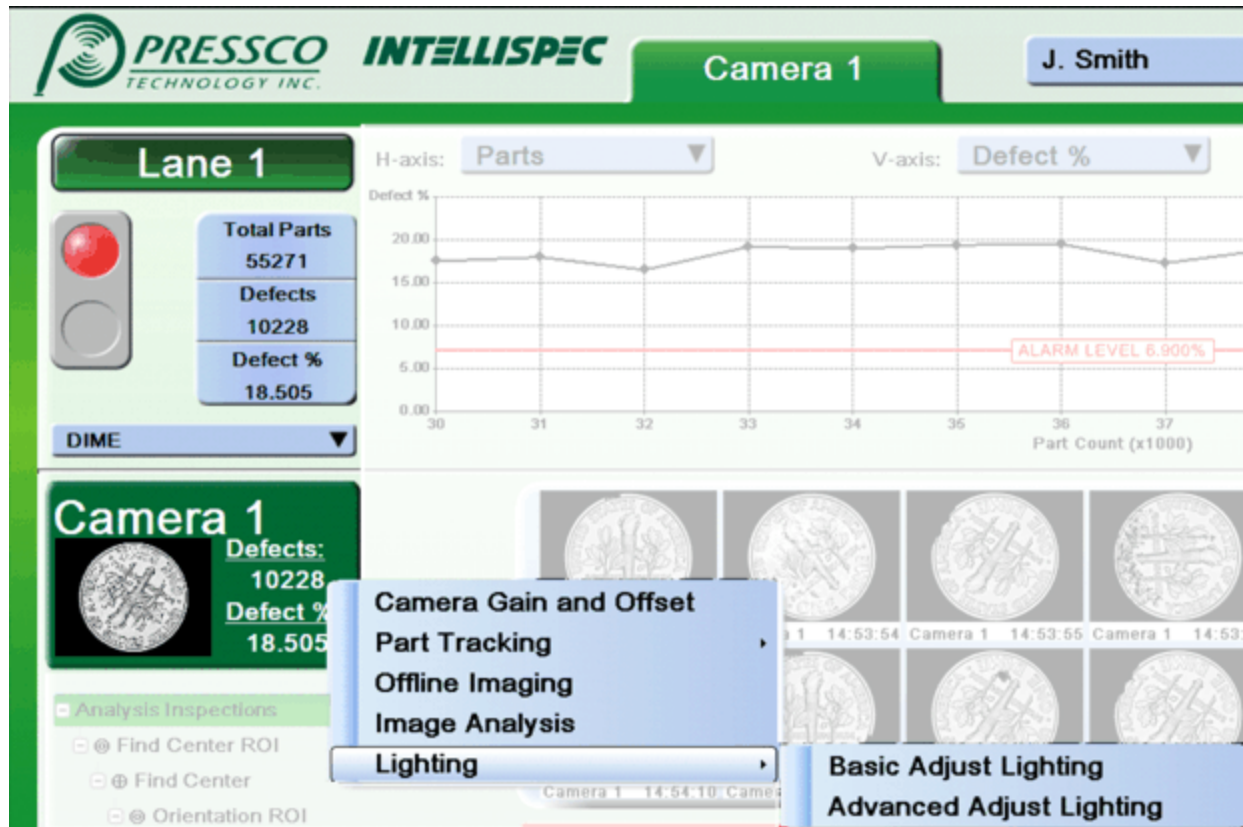 PRESSCO
TECHNOLOGY INC.
INTELLISPEC
Camera 1
J. Smith
Lane 1
H-axis: Parts
V-axis: Defect %
Defect %
20.00
15.00
10.00
5.00
0.00
ALARM LEVEL 6.900%
30 31 32 33 34 35 36 37
Part Count (x1000)
Total Parts
55271
Defects
10228
Defect %
18.505
DIME
Camera 1
Defects:
10228
Defect %
18.505
Camera Gain and Offset
Part Tracking
Offline Imaging
Image Analysis
Lighting
Basic Adjust Lighting
Advanced Adjust Lighting
1 14:53:54 Camera 1 14:53:55 Camera 1 14:53:
Camera 1 14:54:10 Came
Analysis Inspections
Find Center ROI
Find Center
Orientation ROI